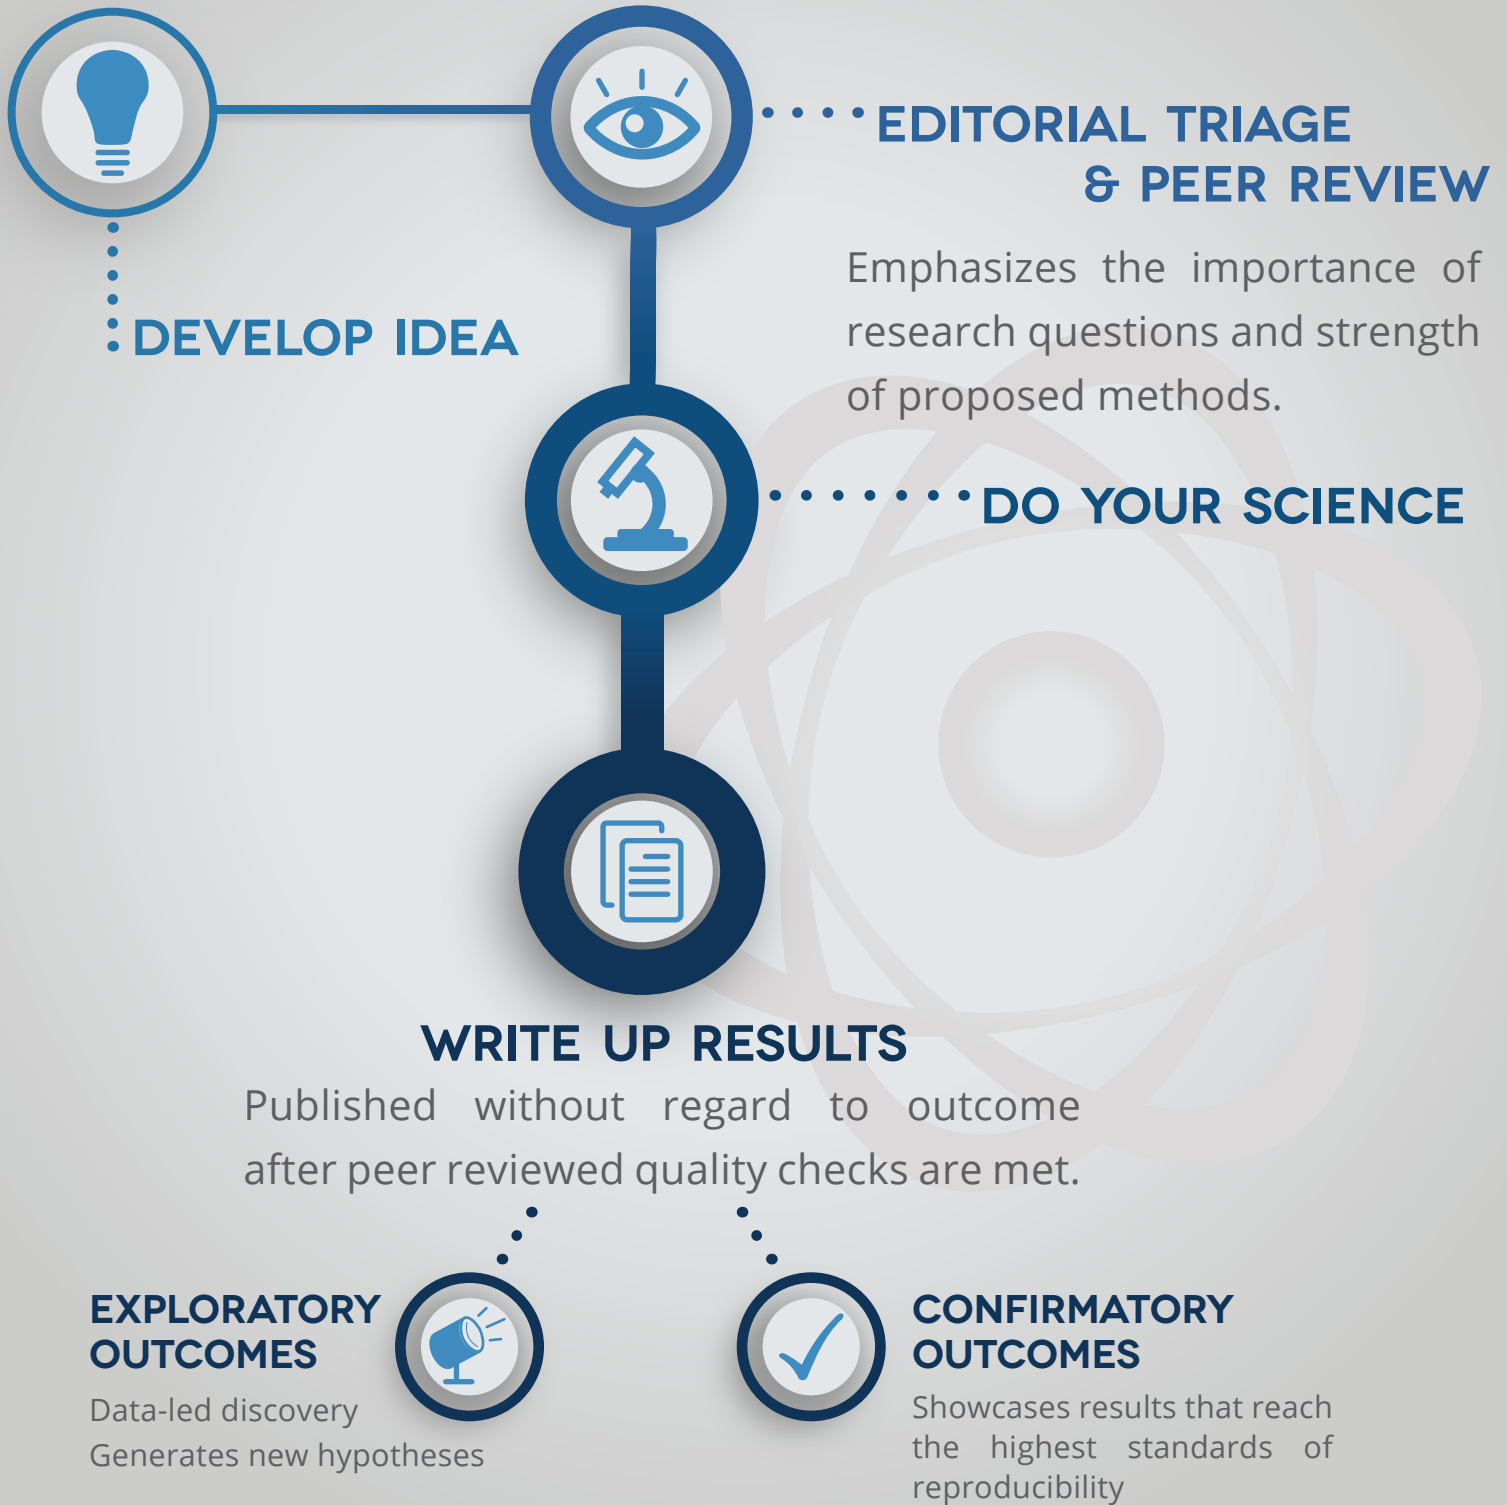 EDITORIAL TRIAGE
& PEER REVIEW
Emphasizes the importance of
research questions and strength
of proposed methods.
DEVELOP IDEA
DO YOUR SCIENCE
WRITE UP RESULTS
Published without regard to outcome
after peer reviewed quality checks are met.
EXPLORATORY
OUTCOMES
Data-led discovery
Generates new hypotheses
CONFIRMATORY
OUTCOMES
Showcases results that reach
the highest standards of
reproducibility